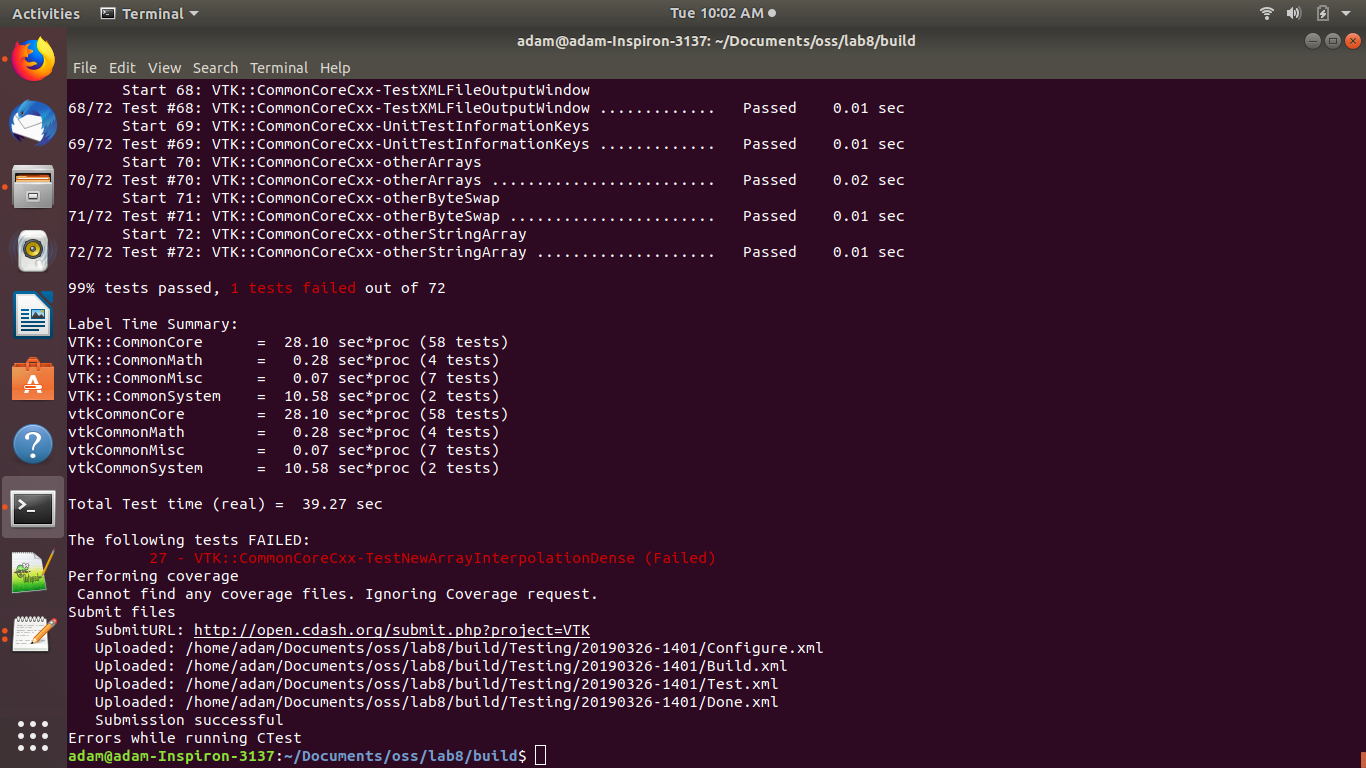 Activities Terminal Tue 10:02 AM
adam@adam-Inspiron-3137: ~/Documents/oss/lab8/build
File Edit View Search Terminal Help
      Start 68: VTK::CommonCoreCxx-TestXMLFileOutputWindow
68/72 Test #68: VTK::CommonCoreCxx-TestXMLFileOutputWindow .............   Passed    0.01 sec
      Start 69: VTK::CommonCoreCxx-UnitTestInformationKeys
69/72 Test #69: VTK::CommonCoreCxx-UnitTestInformationKeys .............   Passed    0.01 sec
      Start 70: VTK::CommonCoreCxx-otherArrays
70/72 Test #70: VTK::CommonCoreCxx-otherArrays .........................   Passed    0.02 sec
      Start 71: VTK::CommonCoreCxx-otherByteSwap
71/72 Test #71: VTK::CommonCoreCxx-otherByteSwap .......................   Passed    0.01 sec
      Start 72: VTK::CommonCoreCxx-otherStringArray
72/72 Test #72: VTK::CommonCoreCxx-otherStringArray ....................   Passed    0.01 sec
99% tests passed, 1 tests failed out of 72
Label Time Summary:
VTK::CommonCore      =  28.10 sec*proc (58 tests)
VTK::CommonMath      =   0.28 sec*proc (4 tests)
VTK::CommonMisc      =   0.07 sec*proc (7 tests)
VTK::CommonSystem    =  10.58 sec*proc (2 tests)
vtkCommonCore        =  28.10 sec*proc (58 tests)
vtkCommonMath        =   0.28 sec*proc (4 tests)
vtkCommonMisc        =   0.07 sec*proc (7 tests)
vtkCommonSystem      =  10.58 sec*proc (2 tests)
Total Test time (real) =  39.27 sec
The following tests FAILED:
         27 - VTK::CommonCoreCxx-TestNewArrayInterpolationDense (Failed)
Performing coverage
 Cannot find any coverage files. Ignoring Coverage request.
Submit files
   SubmitURL: http://open.cdash.org/submit.php?project=VTK
   Uploaded: /home/adam/Documents/oss/lab8/build/Testing/20190326-1401/Configure.xml
   Uploaded: /home/adam/Documents/oss/lab8/build/Testing/20190326-1401/Build.xml
   Uploaded: /home/adam/Documents/oss/lab8/build/Testing/20190326-1401/Test.xml
   Uploaded: /home/adam/Documents/oss/lab8/build/Testing/20190326-1401/Done.xml
   Submission successful
Errors while running CTest
adam@adam-Inspiron-3137:~/Documents/oss/lab8/build$